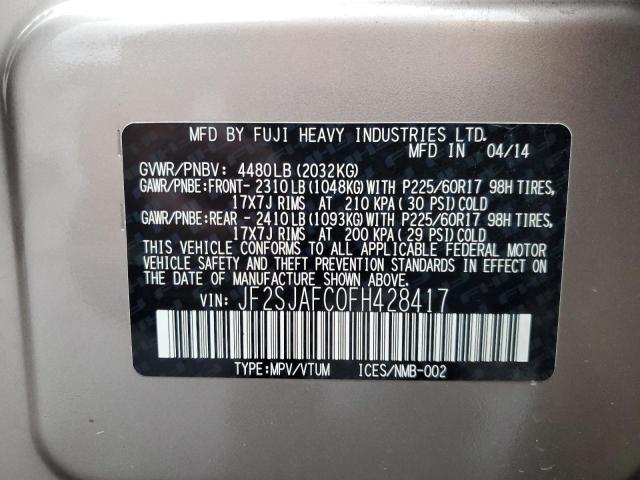 MFD BY FUJI HEAVY INDUSTRIES LTD.
MFD IN 04/14
GVWR/PNBV: 4480LB(2032KG)
GAWR/PNBE:FRONT- 2310LB(1048KG)WITH P225/60R17 98H TIRES,
17X7J RIMS AT 210 KPA(30 PSI)COLD
GAWR/PNBE:REAR - 2410LB(1093KG)WITH P225/60R17 98H TIRES,
17X7J RIMS AT 200 KPA(29 PSI)COLD
THIS VEHICLE CONFORMS TO ALL APPLICABLE FEDERAL MOTOR
VEHICLE SAFETY AND THEFT PREVENTION STANDARDS IN EFFECT ON
THE DATE OF MANUFACTURE SHOWN ABOVE.
VIN: JF2SJAFC0FH428417
TYPE:MPV/VTUM ICES/NMB-002